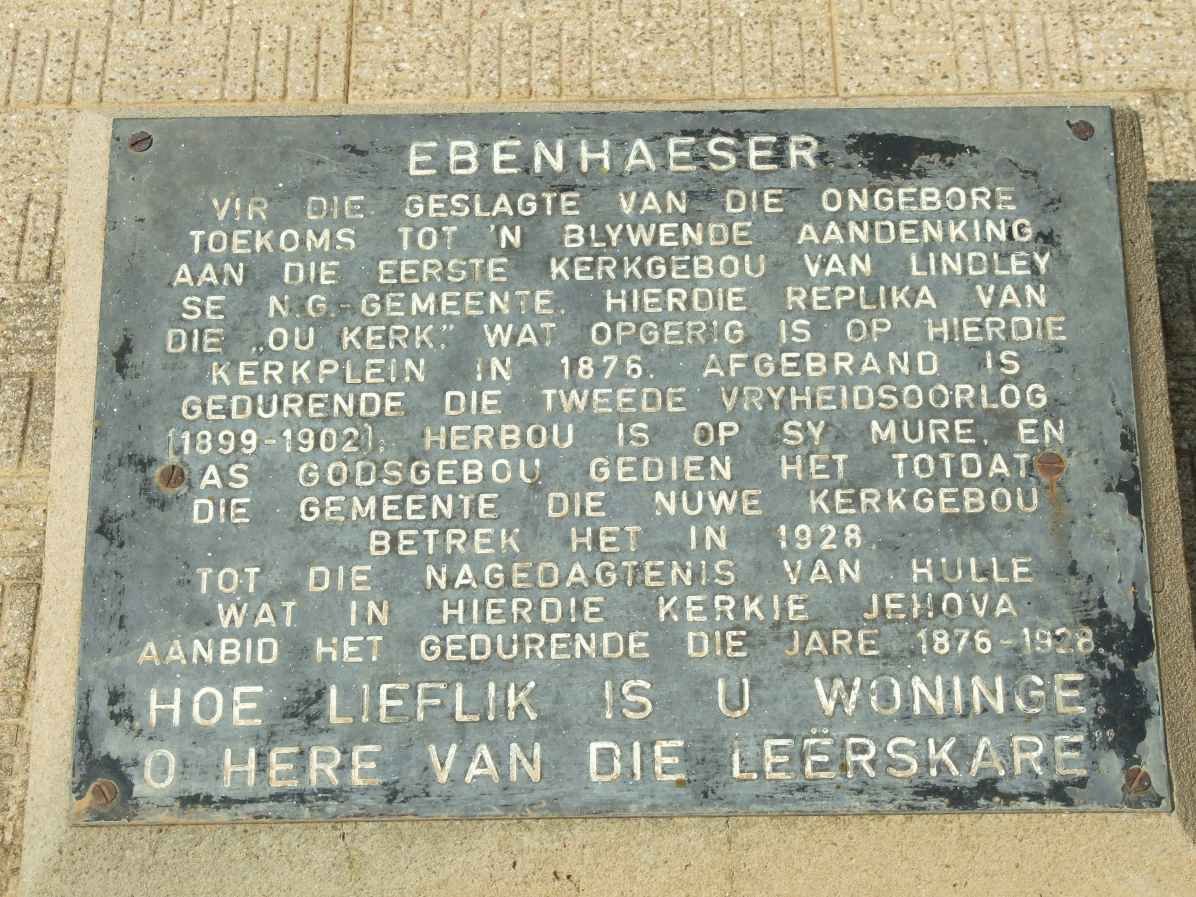 EBENHAESER
VIR DIE GESLAGTE VAN DIE ONGEBORE
TOEKOMS TOT 'N BLYWENDE AANDENKING
AAN DIE EERSTE KERKGEBOU VAN LINDLEY
SE N.G.-GEMEENTE. HIERDIE REPLIKA VAN
DIE „OU KERK," WAT OPGERIG IS OP HIERDIE
KERKPLEIN IN 1876. AFGEBRAND IS
GEDURENDE DIE TWEEDE VRYHEIDSOORLOG
(1899-1902), HERBOU IS OP SY MURE, EN
AS GODSGEBOU GEDIEN HET TOTDAT
DIE GEMEENTE DIE NUWE KERKGEBOU
BETREK HET IN 1928.
TOT DIE NAGEDAGTENIS VAN HULLE
WAT IN HIERDIE KERKIE JEHOVA
AANBID HET GEDURENDE DIE JARE 1876-1928.
„HOE LIEFLIK IS U WONINGE
O HERE VAN DIE LEËRSKARE"